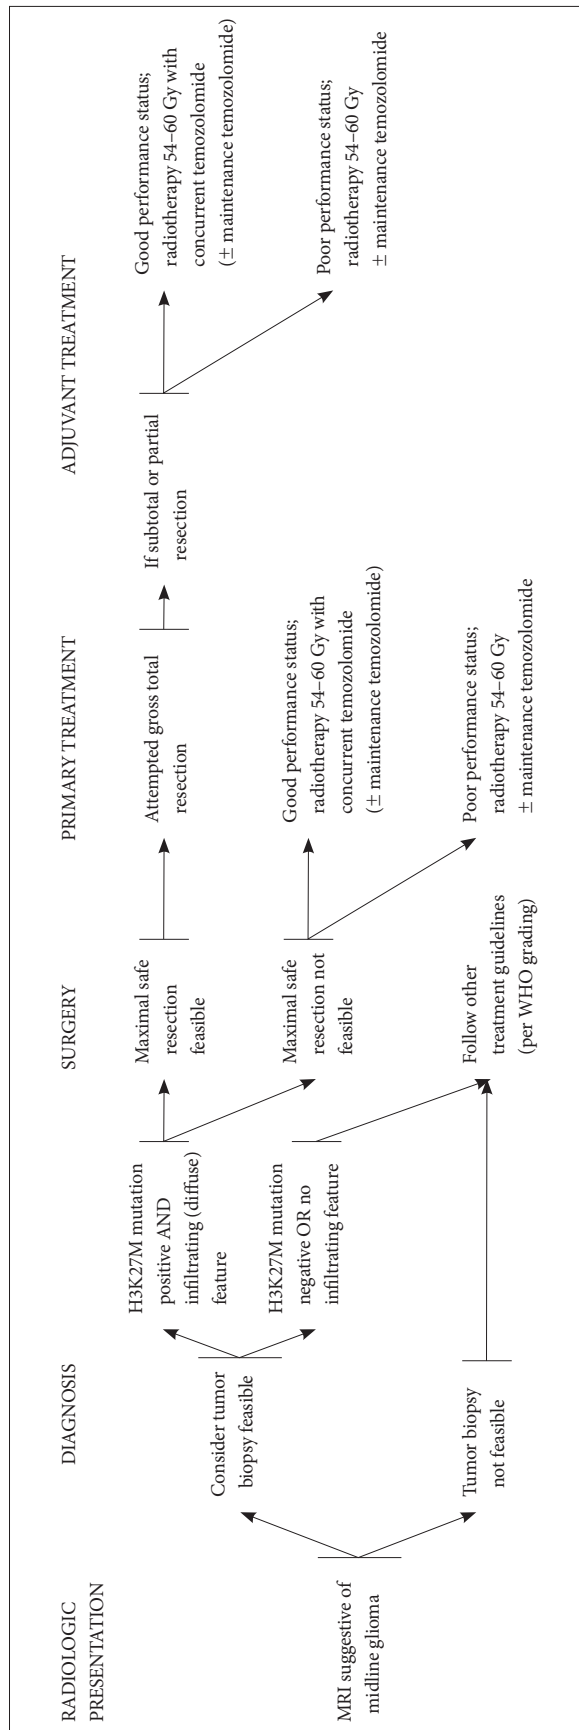 RADIOLOGIC
PRESENTATION
DIAGNOSIS
SURGERY
PRIMARY TREATMENT
ADJUVANT TREATMENT
MRI suggestive of
midline glioma
Consider tumor
biopsy feasible
Tumor biopsy
not feasible
H3K27M mutation
positive AND
infiltrating (diffuse)
feature
H3K27M mutation
negative OR no
infiltrating feature
Maximal safe
resection
feasible
Maximal safe
resection not
feasible
Follow other
treatment guidelines
(per WHO grading)
Attempted gross total
resection
Good performance status;
radiotherapy 54–60 Gy with
concurrent temozolomide
(± maintenance temozolomide)
Poor performance status;
radiotherapy 54–60 Gy
± maintenance temozolomide
If subtotal or partial
resection
Good performance status;
radiotherapy 54–60 Gy with
concurrent temozolomide
(± maintenance temozolomide)
Poor performance status;
radiotherapy 54–60 Gy
± maintenance temozolomide